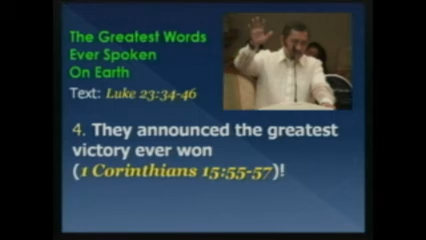 The Greatest Words
Ever Spoken
On Earth
Text: Luke 23:34-46
4. They announced the greatest
victory ever won
(1 Corinthians 15:55-57)!